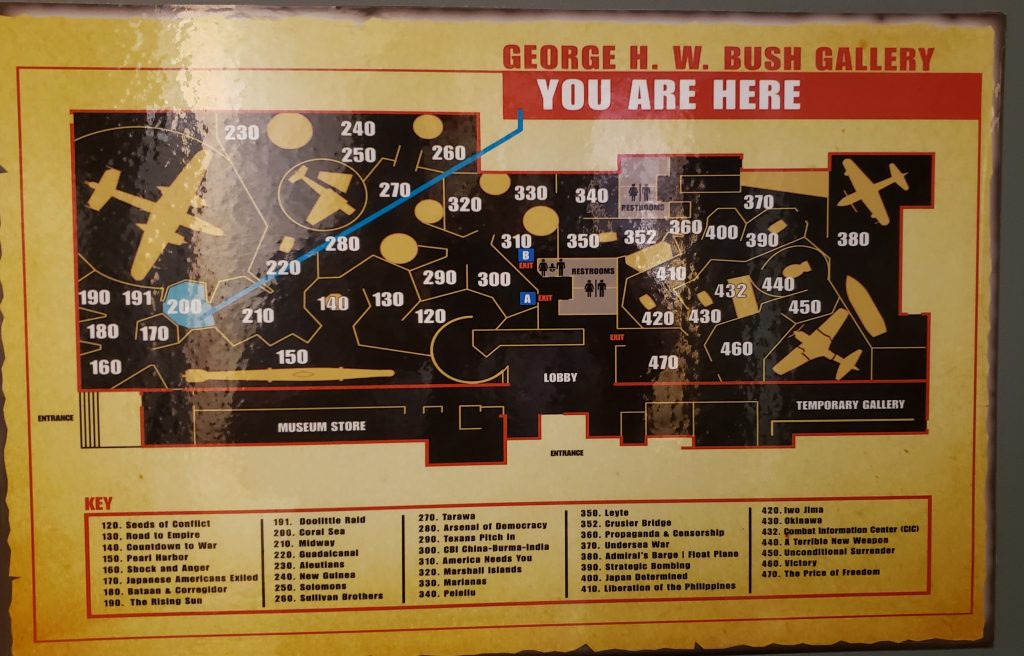 GEORGE H. W. BUSH GALLERY
YOU ARE HERE
230
240
250
260
270
320
330
340
RESTROOMS
370
280
220
310
350
352
360
400
390
380
B
EXIT
RESTROOMS
190
191
200
210
140
130
290
300
120
A
EXIT
410
432
440
450
420
430
180
170
160
150
EXIT
460
470
LOBBY
ENTRANCE
MUSEUM STORE
TEMPORARY GALLERY
ENTRANCE
KEY
120. Seeds of Conflict
130. Road to Empire
140. Countdown to War
150. Pearl Harbor
160. Shock and Anger
170. Japanese Americans Exiled
180. Bataan & Corregidor
190. The Rising Sun
191. Doolittle Raid
200. Coral Sea
210. Midway
220. Guadalcanal
230. Aleutians
240. New Guinea
250. Solomons
260. Sullivan Brothers
270. Tarawa
280. Arsenal of Democracy
290. Texans Pitch In
300. CBI China-Burma-India
310. America Needs You
320. Marshall Islands
330. Marianas
340. Peleliu
350. Leyte
352. Crusier Bridge
360. Propaganda & Censorship
370. Undersea War
380. Admiral's Barge | Float Plane
390. Strategic Bombing
400. Japan Determined
410. Liberation of the Philippines
420. Iwo Jima
430. Okinawa
432. Combat Information Center (CIC)
440. A Terrible New Weapon
450. Unconditional Surrender
460. Victory
470. The Price of Freedom